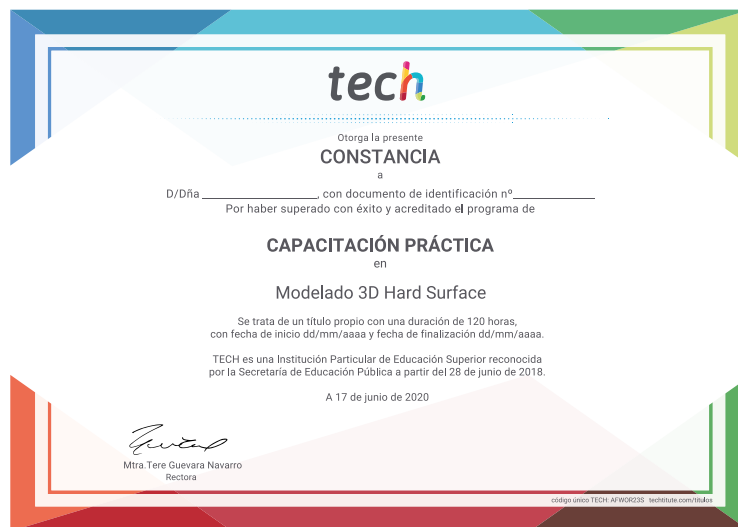 tech
Otorga la presente
CONSTANCIA
a
D/Dña ____________________, con documento de identificación nº______________
Por haber superado con éxito y acreditado el programa de
CAPACITACIÓN PRÁCTICA
en
Modelado 3D Hard Surface
Se trata de un título propio con una duración de 120 horas,
con fecha de inicio dd/mm/aaaa y fecha de finalización dd/mm/aaaa.
TECH es una Institución Particular de Educación Superior reconocida
por la Secretaría de Educación Pública a partir del 28 de junio de 2018.
A 17 de junio de 2020
Mtra.Tere Guevara Navarro
Rectora
código único TECH: AFWOR23S techtitute.com/titulos